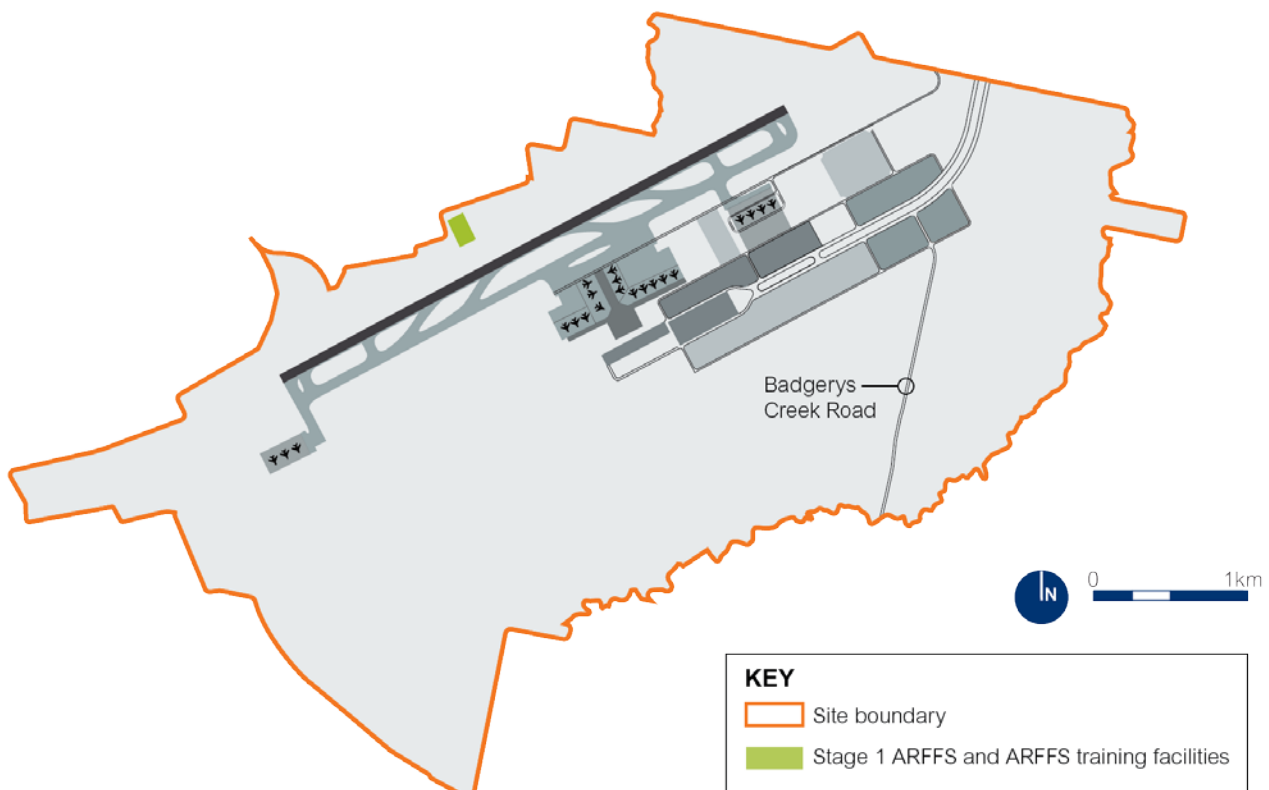 Badgerys
Creek Road
N
0 1km
KEY
Site boundary
Stage 1 ARFFS and ARFFS training facilities